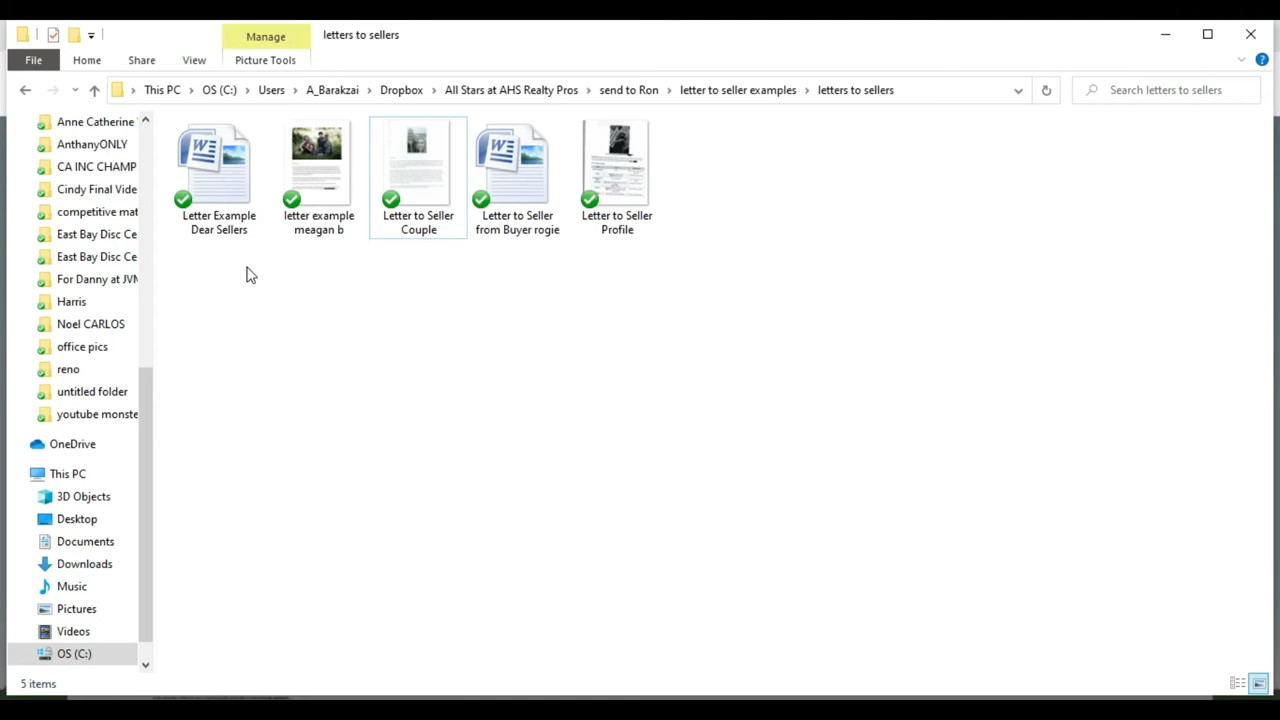 Manage
letters to sellers
File
Home
Share
View
Picture Tools
This PC
OS (C:)
Users
A_Barakzai
Dropbox
All Stars at AHS Realty Pros
send to Ron
letter to seller examples
letters to sellers
Search letters to sellers
Anne Catherine
AnthanyONLY
CA INC CHAMP
Cindy Final Vide
competitive mat
East Bay Disc Ce
East Bay Disc Ce
For Danny at JVM
Harris
Noel CARLOS
office pics
reno
untitled folder
youtube monste
OneDrive
This PC
3D Objects
Desktop
Documents
Downloads
Music
Pictures
Videos
OS (C:)
Letter Example
Dear Sellers
letter example
meagan b
Letter to Seller
Couple
Letter to Seller
from Buyer rogie
Letter to Seller
Profile
5 items